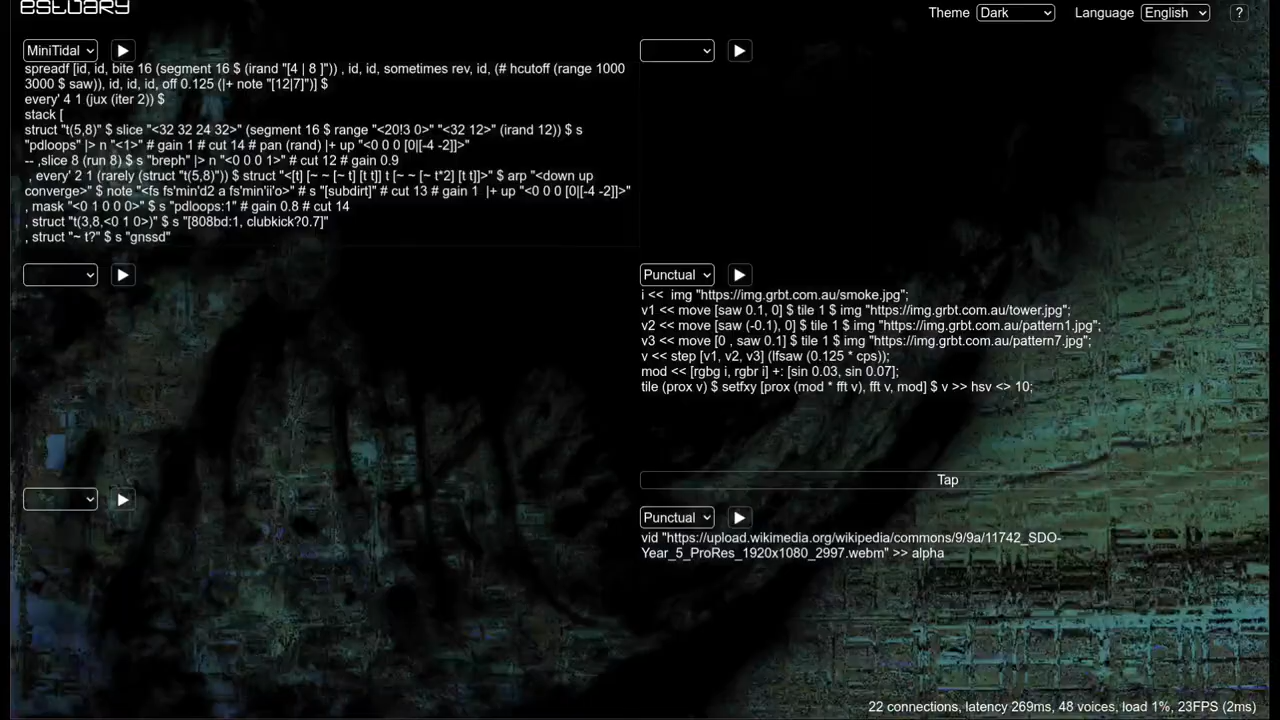 estuary
Theme Dark Language English ?
MiniTidal
spreadf [id, id, bite 16 (segment 16 $ (irand "[4 | 8 ]")) , id, id, sometimes rev, id, (# hcutoff (range 1000
3000 $ saw)), id, id, id, off 0.125 (|+ note "[12|7]")] $
every' 4 1 (jux (iter 2)) $
stack [
struct "t(5,8)" $ slice "<32 32 24 32>" (segment 16 $ range "<20!3 0>" "<32 12>" (irand 12)) $ s
"pdloops" |> n "<1>" # gain 1 # cut 14 # pan (rand) |+ up "<0 0 0 [0|[-4 -2]]>"
-- ,slice 8 (run 8) $ s "breph" |> n "<0 0 0 1>" # cut 12 # gain 0.9
, every' 2 1 (rarely (struct "t(5,8)")) $ struct "<[t] [~ ~ [~ t] [t t]] t [~ ~ [~ t*2] [t t]]>" $ arp "<down up
converge>" $ note "<fs fs'min'd2 a fs'min'ii'o>" # s "[subdirt]" # cut 13 # gain 1 |+ up "<0 0 0 [0|[-4 -2]]>"
, mask "<0 1 0 0 0>" $ s "pdloops:1" # gain 0.8 # cut 14
, struct "t(3,8,<0 1 0>)" $ s "[808bd:1, clubkick?0.7]"
, struct "~ t?" $ s "gnssd"
Punctual
i << img "https://img.grbt.com.au/smoke.jpg";
v1 << move [saw 0.1, 0] $ tile 1 $ img "https://img.grbt.com.au/tower.jpg";
v2 << move [saw (-0.1), 0] $ tile 1 $ img "https://img.grbt.com.au/pattern1.jpg";
v3 << move [0 , saw 0.1] $ tile 1 $ img "https://img.grbt.com.au/pattern7.jpg";
v << step [v1, v2, v3] (lfsaw (0.125 * cps));
mod << [rgbg i, rgbr i] +: [sin 0.03, sin 0.07];
tile (prox v) $ setfxy [prox (mod * fft v), fft v, mod] $ v >> hsv <> 10;
Tap
Punctual
vid "https://upload.wikimedia.org/wikipedia/commons/9/9a/11742_SDO-
Year_5_ProRes_1920x1080_2997.webm" >> alpha
22 connections, latency 269ms, 48 voices, load 1%, 23FPS (2ms)